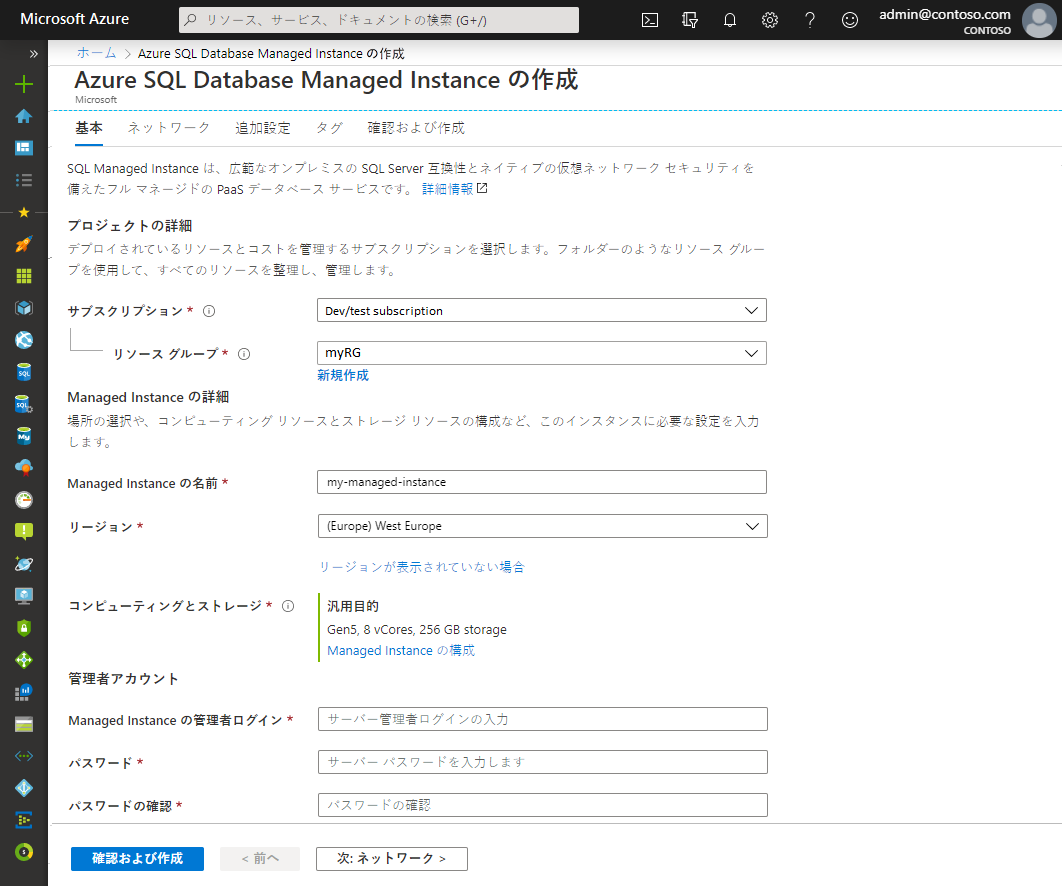 Microsoft Azure
リソース、サービス、ドキュメントの検索 (G+/)
admin@contoso.com
CONTOSO
ホーム > Azure SQL Database Managed Instance の作成
Azure SQL Database Managed Instance の作成
Microsoft
基本 ネットワーク 追加設定 タグ 確認および作成
SQL Managed Instance は、広範なオンプレミスの SQL Server 互換性とネイティブの仮想ネットワーク セキュリティを
備えたフル マネージドの PaaS データベース サービスです。 詳細情報
プロジェクトの詳細
デプロイされているリソースとコストを管理するサブスクリプションを選択します。フォルダーのようなリソース グルー
プを使用して、すべてのリソースを整理し、管理します。
サブスクリプション *
Dev/test subscription
リソース グループ *
myRG
新規作成
Managed Instance の詳細
場所の選択や、コンピューティング リソースとストレージ リソースの構成など、このインスタンスに必要な設定を入力
します。
Managed Instance の名前 *
my-managed-instance
リージョン *
(Europe) West Europe
リージョンが表示されていない場合
コンピューティングとストレージ *
汎用目的
Gen5, 8 vCores, 256 GB storage
Managed Instance の構成
管理者アカウント
Managed Instance の管理者ログイン *
サーバー管理者ログインの入力
パスワード *
サーバー パスワードを入力します
パスワードの確認 *
パスワードの確認
確認および作成
< 前へ
次: ネットワーク >